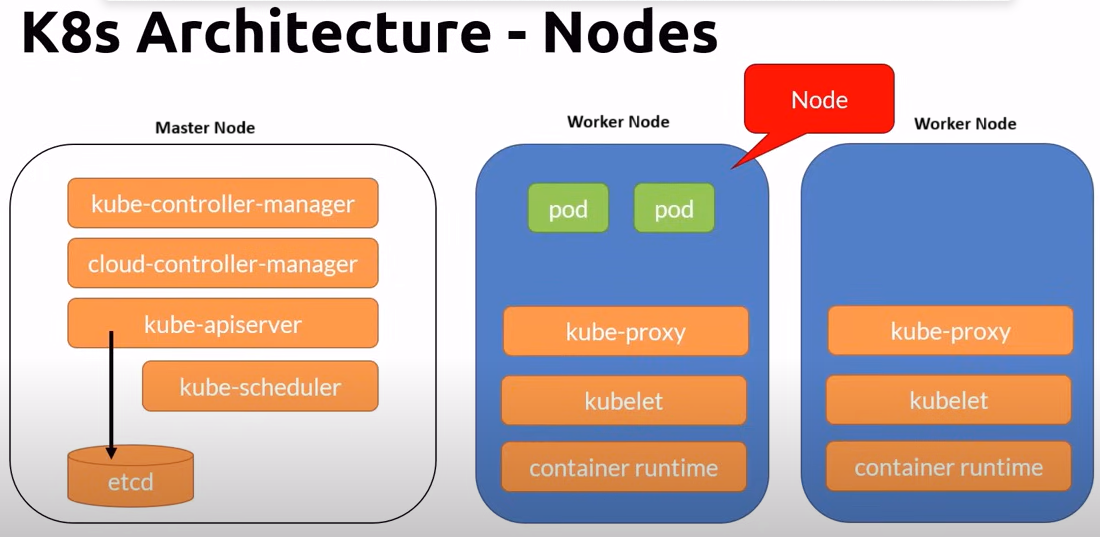 K8s Architecture - Nodes
Node
Master Node
kube-controller-manager
cloud-controller-manager
kube-apiserver
kube-scheduler
etcd
Worker Node
pod
pod
kube-proxy
kubelet
container runtime
Worker Node
kube-proxy
kubelet
container runtime